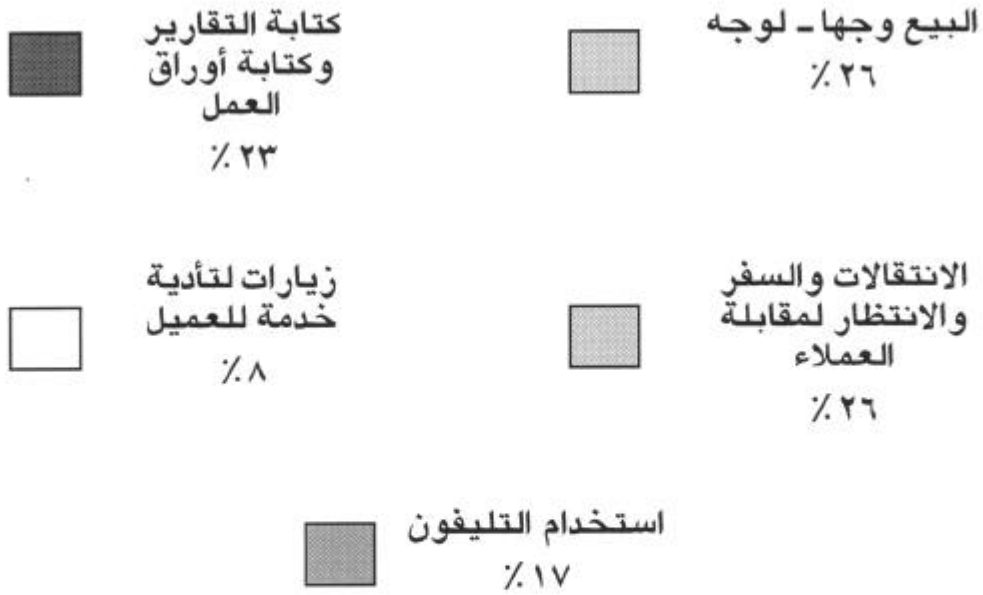 البيع وجها ـ لوجه
٢٦ ٪
كتابة التقارير
وكتابة أوراق
العمل
٢٣ ٪
الانتقالات والسفر
والانتظار لمقابلة
العملاء
٢٦ ٪
زيارات لتأدية
خدمة للعميل
٨ ٪
استخدام التليفون
١٧ ٪